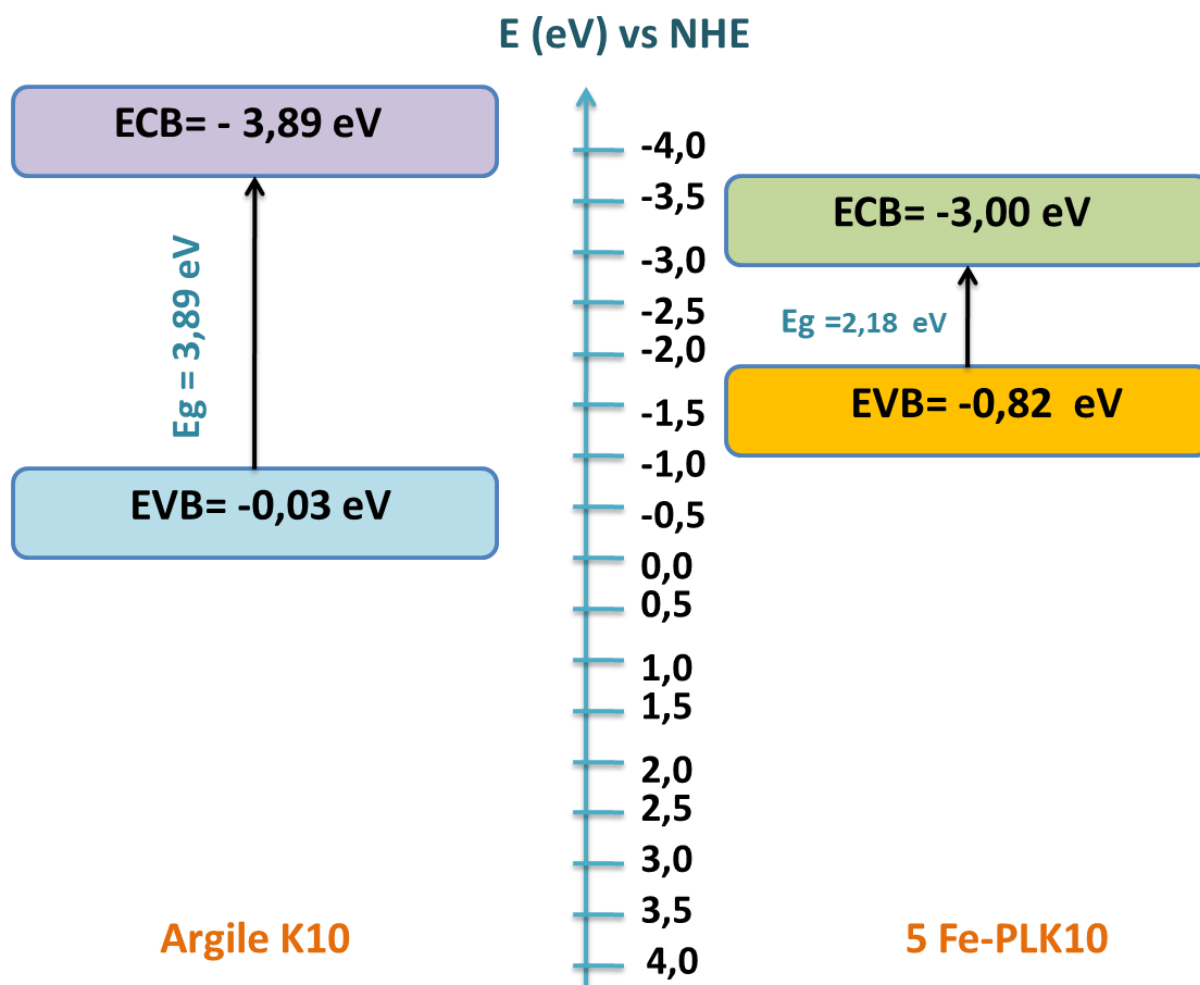 E (eV) vs NHE
ECB= - 3,89 eV
Eg = 3,89 eV
EVB= -0,03 eV
Argile K10
-4,0
-3,5
-3,0
-2,5
-2,0
-1,5
-1,0
-0,5
0,0
0,5
1,0
1,5
2,0
2,5
3,0
3,5
4,0
ECB= -3,00 eV
Eg =2,18 eV
EVB= -0,82 eV
5 Fe-PLK10